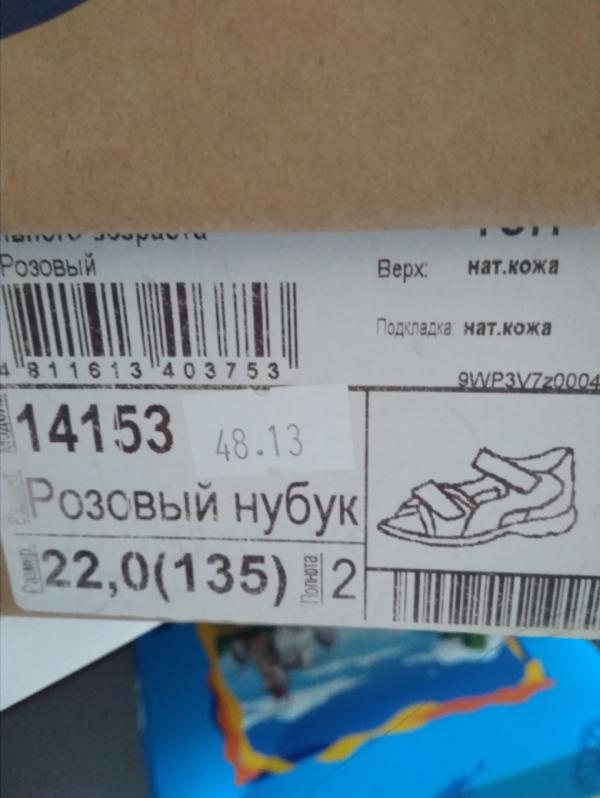 Розовый
Верх: нат.кожа
Подкладка: нат.кожа
4 811613 403753
9WP3V7z0004
14153
48.13
Розовый нубук
Размер 22,0(135)
Полнота 2